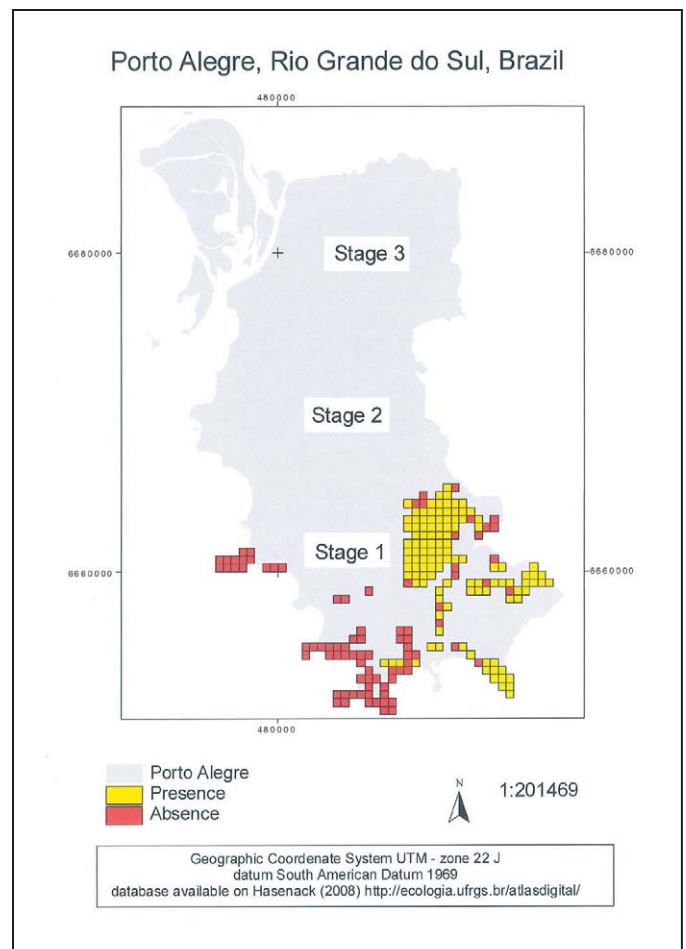 Porto Alegre, Rio Grande do Sul, Brazil
480000
6680000
6680000
Stage 3
Stage 2
Stage 1
6660000
6660000
480000
Porto Alegre
Presence
Absence
N
1:201469
Geographic Coordenate System UTM - zone 22 J
datum South American Datum 1969
database available on Hasenack (2008) http://ecologia.ufrgs.br/atlasdigital/